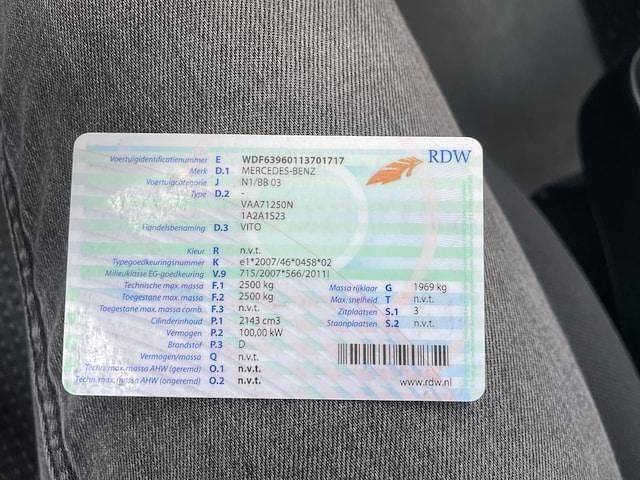 RDW
Voertuigidentificatienummer E WDF63960113701717
Merk D.1 MERCEDES-BENZ
Voertuigcategorie J N1/BB 03
Type D.2 -
VAA71250N
1A2A1523
Handelsbenaming D.3 VITO
Kleur R n.v.t.
Typegoedkeuringsnummer K e1*2007/46*0458*02
Milieuklasse EG-goedkeuring V.9 715/2007*566/2011I
Technische max. massa F.1 2500 kg Massa rijklaar G 1969 kg
Toegestane max. massa F.2 2500 kg Max. snelheid T n.v.t.
Toegestane max. massa comb. F.3 n.v.t. Zitplaatsen S.1 3
Cilinderinhoud P.1 2143 cm3 Staanplaatsen S.2 n.v.t.
Vermogen P.2 100,00 kW
Brandstof P.3 D
Vermogen/massa Q n.v.t.
Techn. max. massa AHW (geremd) O.1 n.v.t.
Techn. max. massa AHW (ongeremd) O.2 n.v.t. www.rdw.nl